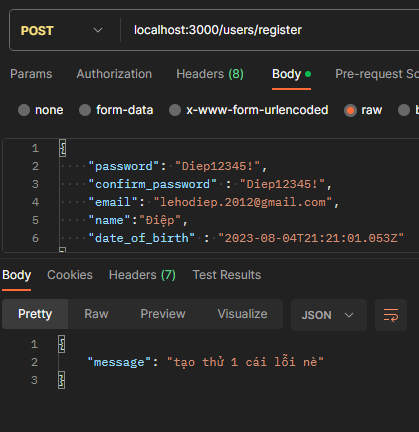 POST localhost:3000/users/register
Params Authorization Headers (8) Body Pre-request Sc
none form-data x-www-form-urlencoded raw b
1 {
2 "password": "Diep12345!",
3 "confirm_password" : "Diep12345!",
4 "email": "lehodiep.2012@gmail.com",
5 "name":"Điệp",
6 "date_of_birth" : "2023-08-04T21:21:01.053Z"
Body Cookies Headers (7) Test Results
Pretty Raw Preview Visualize JSON
1 {
2 "message": "tạo thử 1 cái lỗi nè"
3 }